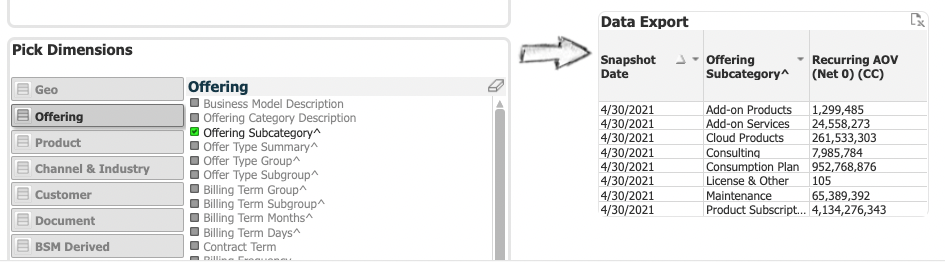 Pick Dimensions
Geo
Offering
Product
Channel & Industry
Customer
Document
BSM Derived
Offering
Business Model Description
Offering Category Description
Offering Subcategory^
Offer Type Summary^
Offer Type Group^
Offer Type Subgroup^
Billing Term Group^
Billing Term Subgroup^
Billing Term Months^
Billing Term Days^
Contract Term
Billing Frequency
Data Export
Snapshot Date Offering Subcategory^ Recurring AOV (Net 0) (CC)
4/30/2021 Add-on Products 1,299,485
4/30/2021 Add-on Services 24,558,273
4/30/2021 Cloud Products 261,533,303
4/30/2021 Consulting 7,985,784
4/30/2021 Consumption Plan 952,768,876
4/30/2021 License & Other 105
4/30/2021 Maintenance 65,389,392
4/30/2021 Product Subscript... 4,134,276,343